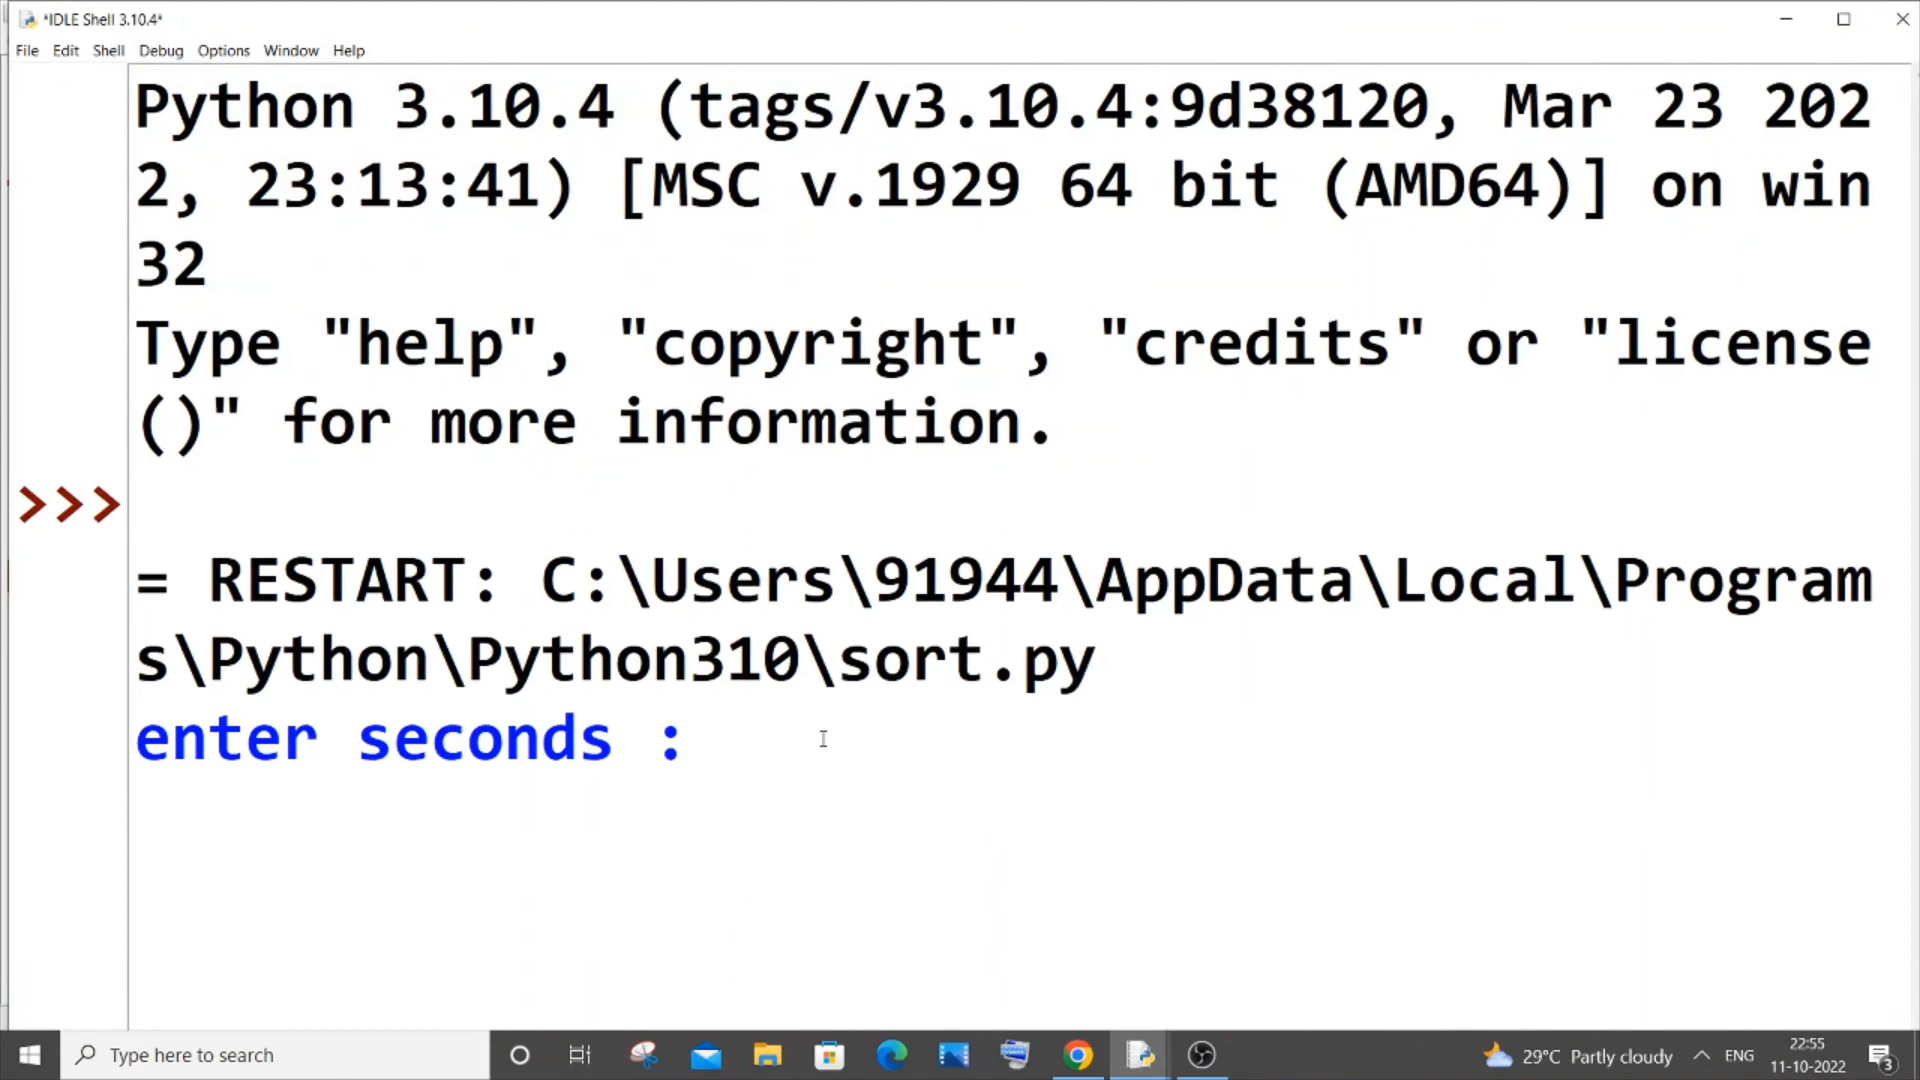 *IDLE Shell 3.10.4*
File Edit Shell Debug Options Window Help
Python 3.10.4 (tags/v3.10.4:9d38120, Mar 23 202
2, 23:13:41) [MSC v.1929 64 bit (AMD64)] on win
32
Type "help", "copyright", "credits" or "license
()" for more information.
>>>
= RESTART: C:\Users\91944\AppData\Local\Program
s\Python\Python310\sort.py
enter seconds :
Type here to search
29°C Partly cloudy
ENG
22:55
11-10-2022
3